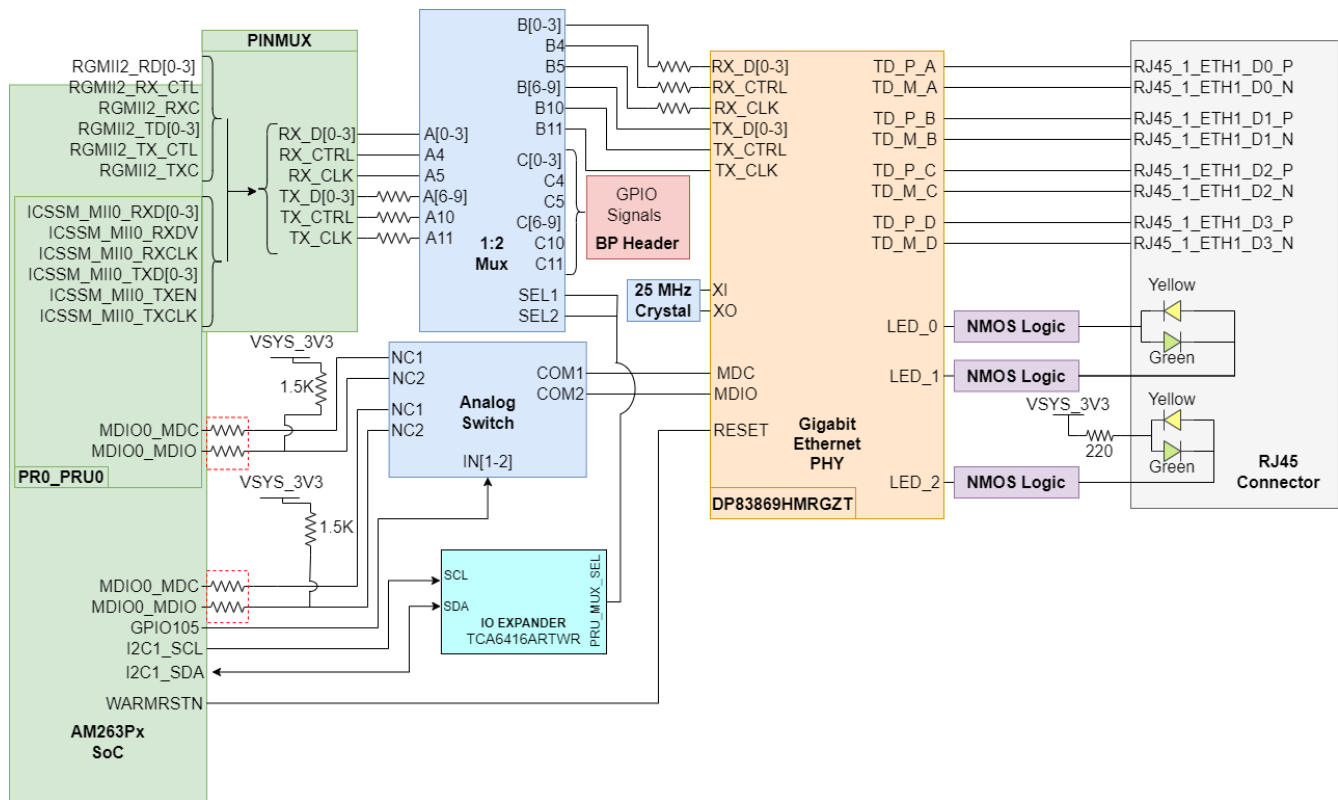 PINMUX
RGMII2_RD[0-3]
RGMII2_RX_CTL
RGMII2_RXC
RGMII2_TD[0-3]
RGMII2_TX_CTL
RGMII2_TXC
ICSSM_MII0_RXD[0-3]
ICSSM_MII0_RXDV
ICSSM_MII0_RXCLK
ICSSM_MII0_TXD[0-3]
ICSSM_MII0_TXEN
ICSSM_MII0_TXCLK
RX_D[0-3]
RX_CTRL
RX_CLK
TX_D[0-3]
TX_CTRL
TX_CLK
A[0-3]
A4
A5
A[6-9]
A10
A11
1:2
Mux
B[0-3]
B4
B5
B[6-9]
B10
B11
C[0-3]
C4
C5
C[6-9]
C10
C11
SEL1
SEL2
GPIO
Signals
BP Header
25 MHz
Crystal
RX_D[0-3]
RX_CTRL
RX_CLK
TX_D[0-3]
TX_CTRL
TX_CLK
XI
XO
MDC
MDIO
RESET
Gigabit
Ethernet
PHY
DP83869HMRGZT
TD_P_A
TD_M_A
TD_P_B
TD_M_B
TD_P_C
TD_M_C
TD_P_D
TD_M_D
LED_0
LED_1
LED_2
NMOS Logic
NMOS Logic
NMOS Logic
RJ45_1_ETH1_D0_P
RJ45_1_ETH1_D0_N
RJ45_1_ETH1_D1_P
RJ45_1_ETH1_D1_N
RJ45_1_ETH1_D2_P
RJ45_1_ETH1_D2_N
RJ45_1_ETH1_D3_P
RJ45_1_ETH1_D3_N
Yellow
Green
VSYS_3V3
220
Yellow
Green
RJ45
Connector
VSYS_3V3
1.5K
MDIO0_MDC
MDIO0_MDIO
PR0_PRU0
VSYS_3V3
1.5K
NC1
NC2
NC1
NC2
Analog
Switch
COM1
COM2
IN[1-2]
MDIO0_MDC
MDIO0_MDIO
GPIO105
I2C1_SCL
I2C1_SDA
WARMRSTN
AM263Px
SoC
SCL
SDA
IO EXPANDER
TCA6416ARTWR
PRU_MUX_SEL